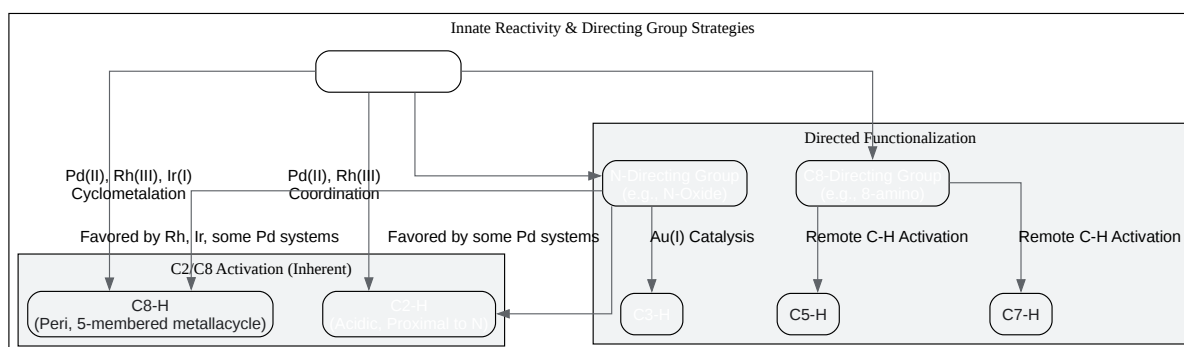 Innate Reactivity & Directing Group Strategies
Directed Functionalization
Pd(II), Rh(III), Ir(I)
Cyclometalation
Pd(II), Rh(III)
Coordination
N-Directing Group
(e.g., N-Oxide)
C8-Directing Group
(e.g., 8-amino)
Favored by Rh, Ir, some Pd systems
Favored by some Pd systems
Au(I) Catalysis
Remote C-H Activation
Remote C-H Activation
C2/C8 Activation (Inherent)
C8-H
(Peri, 5-membered metallacycle)
C2-H
(Acidic, Proximal to N)
C3-H
C5-H
C7-H